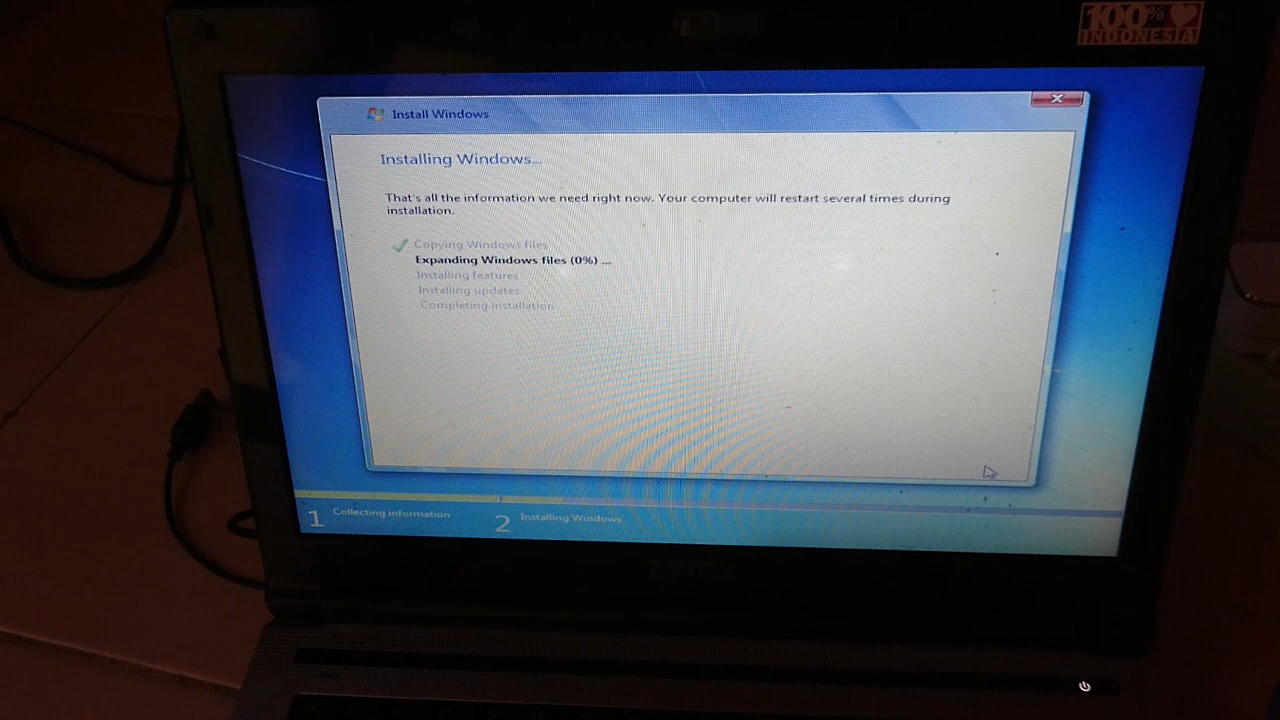 100%
INDONESIA
Install Windows
Installing Windows...
That's all the information we need right now. Your computer will restart several times during
installation.
Copying Windows files
Expanding Windows files (0%) ...
Installing features
Installing updates
Completing installation
1 Collecting information
2 Installing Windows